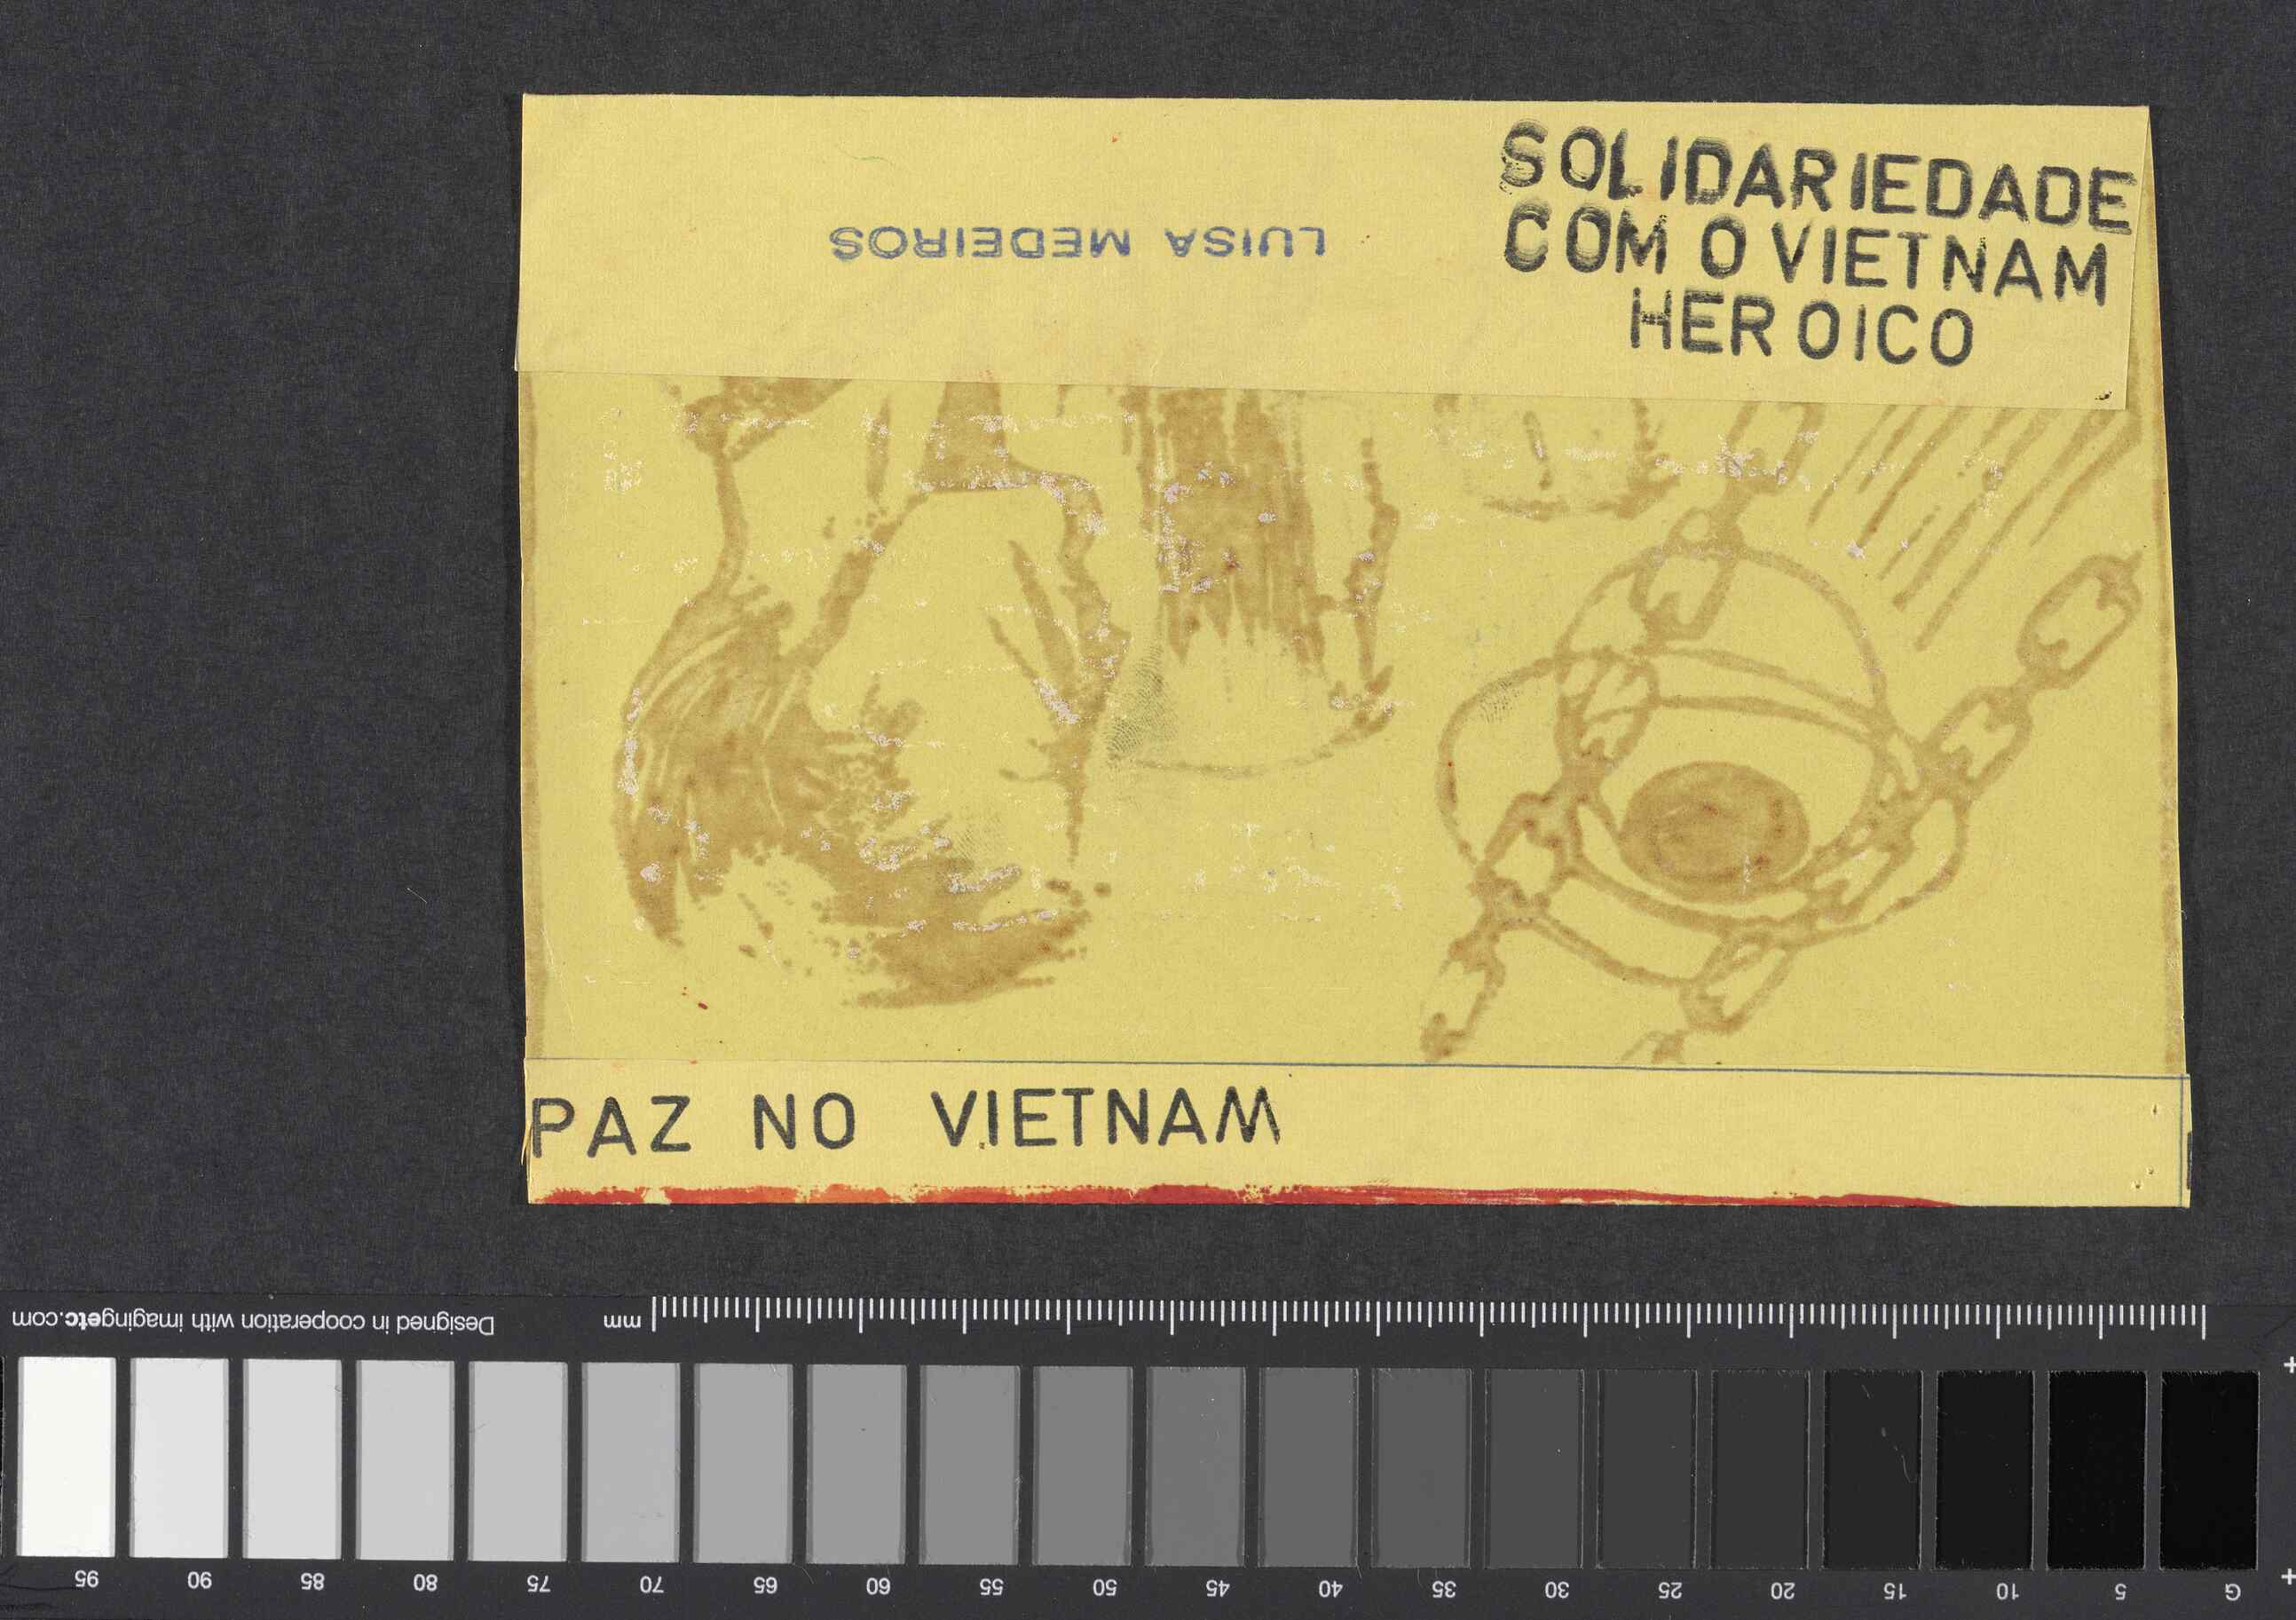 SOLIDARIEDADE
COM O VIETNAM
HEROICO
LUISA MEDEIROS
PAZ NO VIETNAM
Designed in cooperation with imagingetc.com
mm
95 90 85 80 75 70 65 60 55 50 45 40 35 30 25 20 15 10 5 G